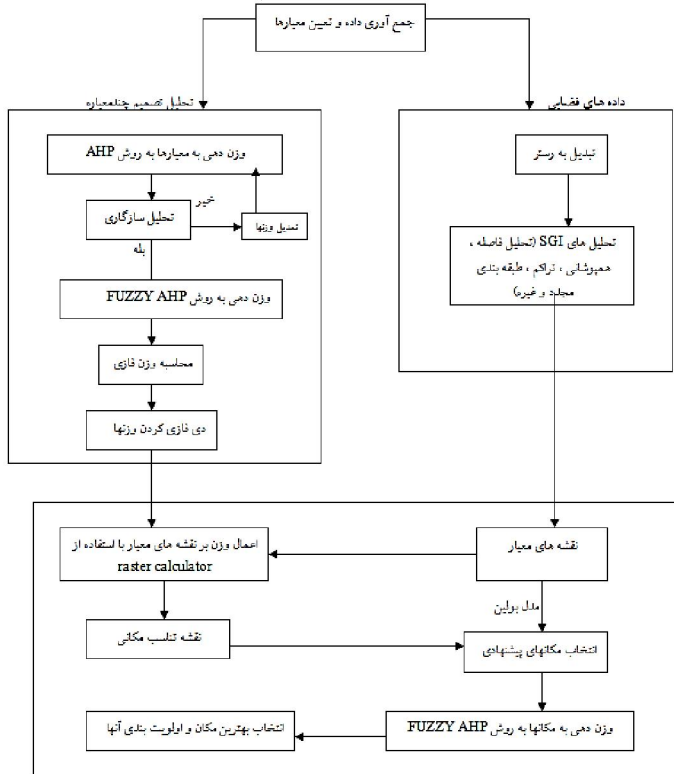 جمع آوری داده و تعیین معیارها
تحلیل تصمیم چندمعیاره
داده های فضایی
وزن دهی به معیارها به روش AHP
تحلیل سازگاری
خیر
تعدیل وزنها
بله
وزن دهی به روش FUZZY AHP
محاسبه وزن فازی
دی فازی کردن وزنها
تبدیل به رستر
تحلیل های SGI (تحلیل فاصله ،
همپوشانی ، تراکم ، طبقه بندی
مجدد و غیره)
اعمال وزن بر نقشه های معیار با استفاده از
raster calculator
نقشه های معیار
مدل بولین
نقشه تناسب مکانی
انتخاب مکانهای پیشنهادی
وزن دهی به مکانها به روش FUZZY AHP
انتخاب بهترین مکان و اولویت بندی آنها